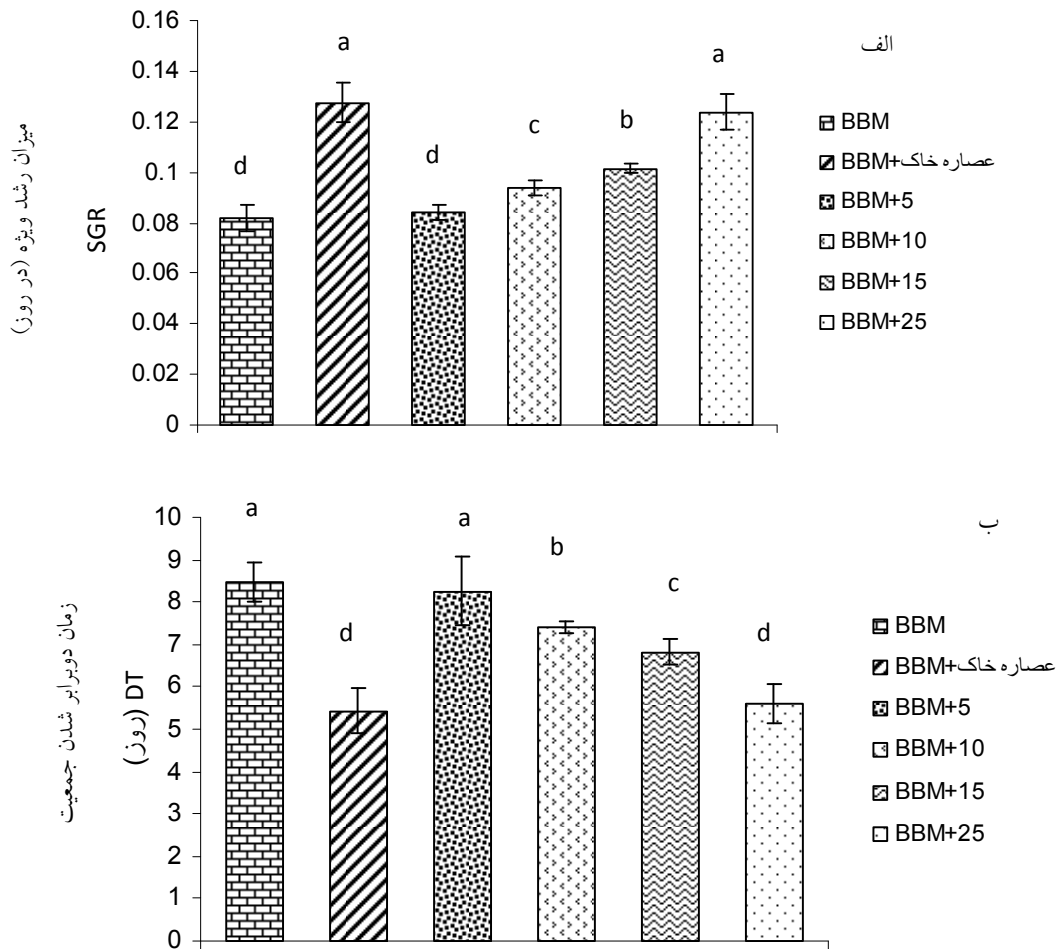 الف
میزان رشد ویژه (در روز)
SGR
0.16
0.14
0.12
0.1
0.08
0.06
0.04
0.02
0
d
a
d
c
b
a
BBM
BBM+عصاره خاک
BBM+5
BBM+10
BBM+15
BBM+25
ب
زمان دوبرابر شدن جمعیت
DT (روز)
10
9
8
7
6
5
4
3
2
1
0
a
d
a
b
c
d
BBM
BBM+عصاره خاک
BBM+5
BBM+10
BBM+15
BBM+25